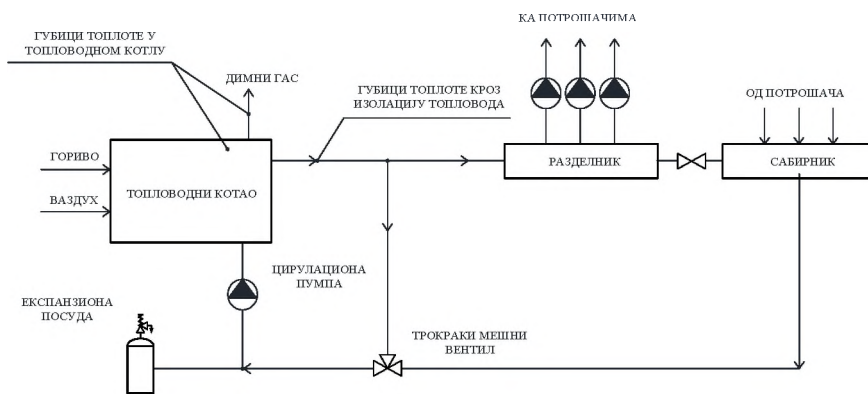 КА ПОТРОШАЧИМА
ГУБИЦИ ТОПЛОТЕ У
ТОПЛОВОДНОМ КОТЛУ
ДИМНИ ГАС
ГУБИЦИ ТОПЛОТЕ КРОЗ
ИЗОЛАЦИЈУ ТОПЛОВОДА
ОД ПОТРОШАЧА
ГОРИВО
ВАЗДУХ
ТОПЛОВОДНИ КОТАО
РАЗДЕЛНИК
САБИРНИК
ЦИРУЛАЦИОНА
ПУМПА
ЕКСПАНЗИОНА
ПОСУДА
ТРОКРАКИ МЕШНИ
ВЕНТИЛ